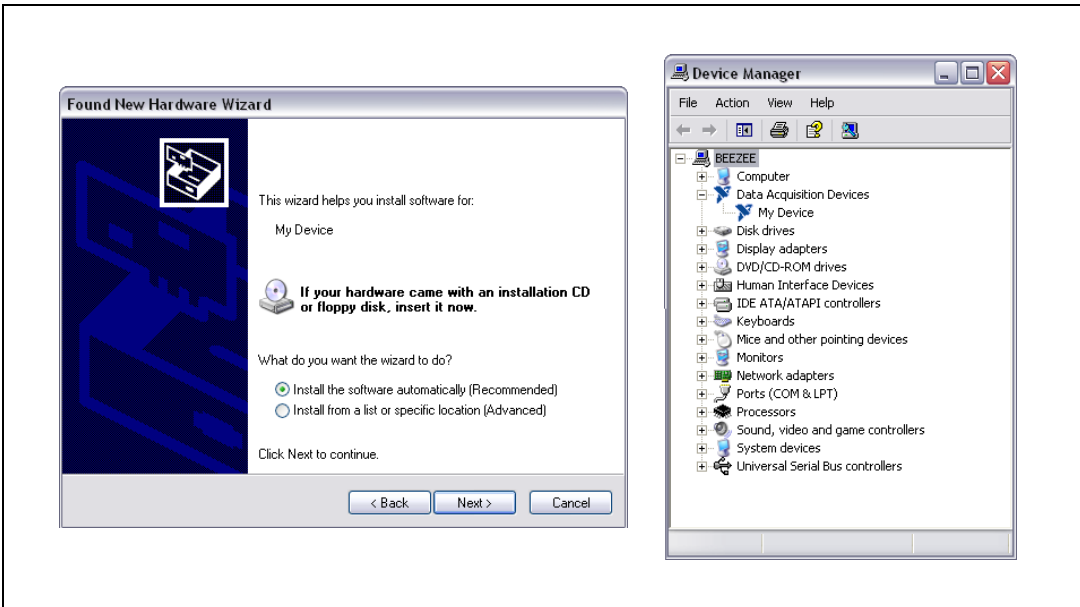 Found New Hardware Wizard
This wizard helps you install software for:
My Device
If your hardware came with an installation CD
or floppy disk, insert it now.
What do you want the wizard to do?
Install the software automatically (Recommended)
Install from a list or specific location (Advanced)
Click Next to continue.
< Back Next > Cancel
Device Manager
File Action View Help
BEEZEE
Computer
Data Acquisition Devices
My Device
Disk drives
Display adapters
DVD/CD-ROM drives
Human Interface Devices
IDE ATA/ATAPI controllers
Keyboards
Mice and other pointing devices
Monitors
Network adapters
Ports (COM & LPT)
Processors
Sound, video and game controllers
System devices
Universal Serial Bus controllers